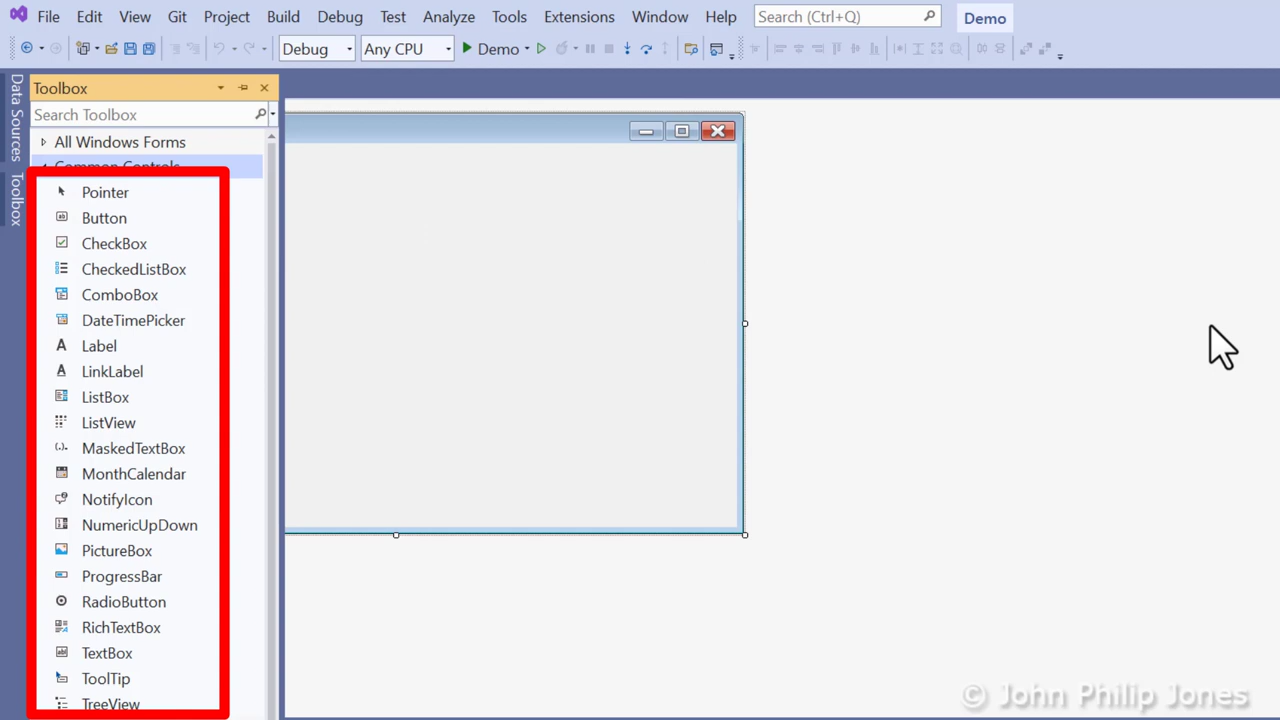 File Edit View Git Project Build Debug Test Analyze Tools Extensions Window Help Search (Ctrl+Q) Demo
Debug Any CPU Demo
Data Sources
Toolbox
Toolbox
Search Toolbox
All Windows Forms
Common Controls
Pointer
Button
CheckBox
CheckedListBox
ComboBox
DateTimePicker
Label
LinkLabel
ListBox
ListView
MaskedTextBox
MonthCalendar
NotifyIcon
NumericUpDown
PictureBox
ProgressBar
RadioButton
RichTextBox
TextBox
ToolTip
TreeView
© John Philip Jones